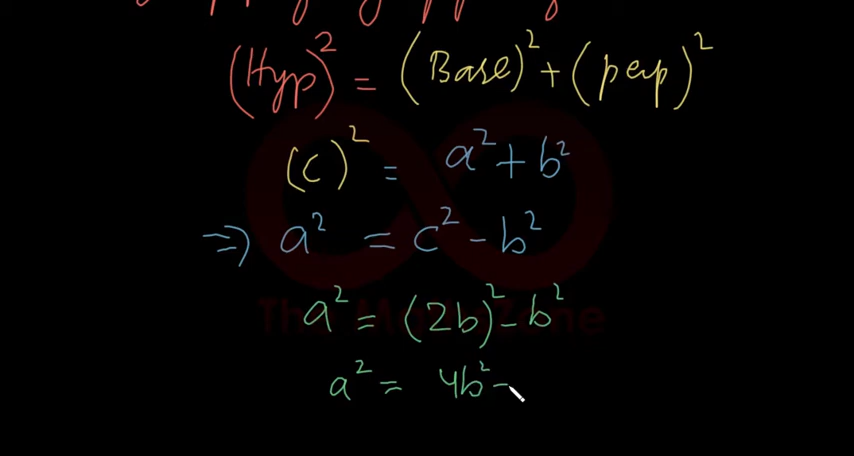 (Hyp)² = (Base)² + (perp)²
(c)² = a² + b²
⇒ a² = c² - b²
a² = (2b)² - b²
a² = 4b² -